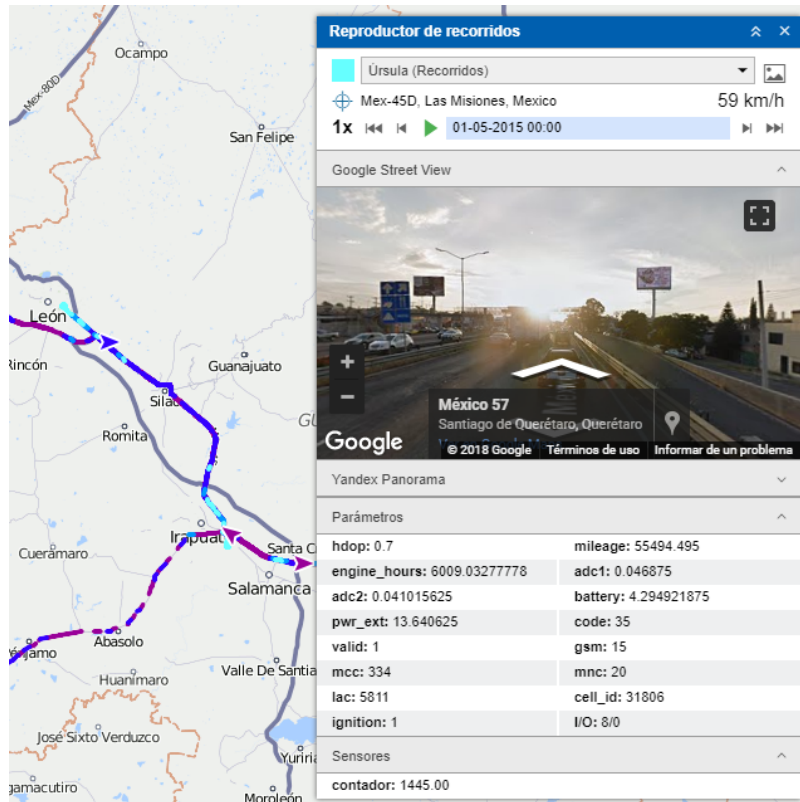 Ocampo
Mex-80D
San Felipe
León
Rincón
Guanajuato
Romita
Cuerámaro
Salamanca
Abasolo
Huanímaro
Valle De Santia
José Sixto Verduzco
Yuriria
gamacutiro
Moroleón
Reproductor de recorridos
Úrsula (Recorridos)
Mex-45D, Las Misiones, Mexico 59 km/h
1x 01-05-2015 00:00
Google Street View
México 57
Santiago de Querétaro, Querétaro
Google © 2018 Google Términos de uso Informar de un problema
Yandex Panorama
Parámetros
hdop: 0.7 mileage: 55494.495
engine_hours: 6009.03277778 adc1: 0.046875
adc2: 0.041015625 battery: 4.294921875
pwr_ext: 13.640625 code: 35
valid: 1 gsm: 15
mcc: 334 mnc: 20
lac: 5811 cell_id: 31806
ignition: 1 I/O: 8/0
Sensores
contador: 1445.00